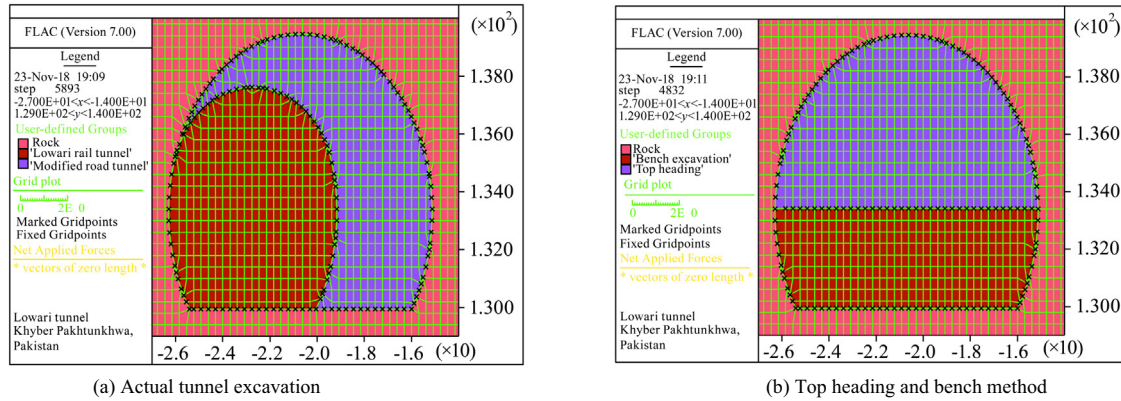 FLAC (Version 7.00)
Legend
23-Nov-18 19:09
step 5893
-2.700E+01<x<-1.400E+01
1.290E+02<y<1.400E+02
User-defined Groups
Rock
'Lowari rail tunnel'
'Modified road tunnel'
Grid plot
0 2E 0
Marked Gridpoints
Fixed Gridpoints
Net Applied Forces
* vectors of zero length *
Lowari tunnel
Khyber Pakhtunkhwa,
Pakistan
(×10²)
1.380
1.360
1.340
1.320
1.300
-2.6 -2.4 -2.2 -2.0 -1.8 -1.6 (×10)
(a) Actual tunnel excavation
FLAC (Version 7.00)
Legend
23-Nov-18 19:11
step 4832
-2.700E+01<x<-1.400E+01
1.290E+02<y<1.400E+02
User-defined Groups
Rock
'Bench excavation'
'Top heading'
Grid plot
0 2E 0
Marked Gridpoints
Fixed Gridpoints
Net Applied Forces
* vectors of zero length *
Lowari tunnel
Khyber Pakhtunkhwa,
Pakistan
(×10²)
1.380
1.360
1.340
1.320
1.300
-2.6 -2.4 -2.2 -2.0 -1.8 -1.6 (×10)
(b) Top heading and bench method